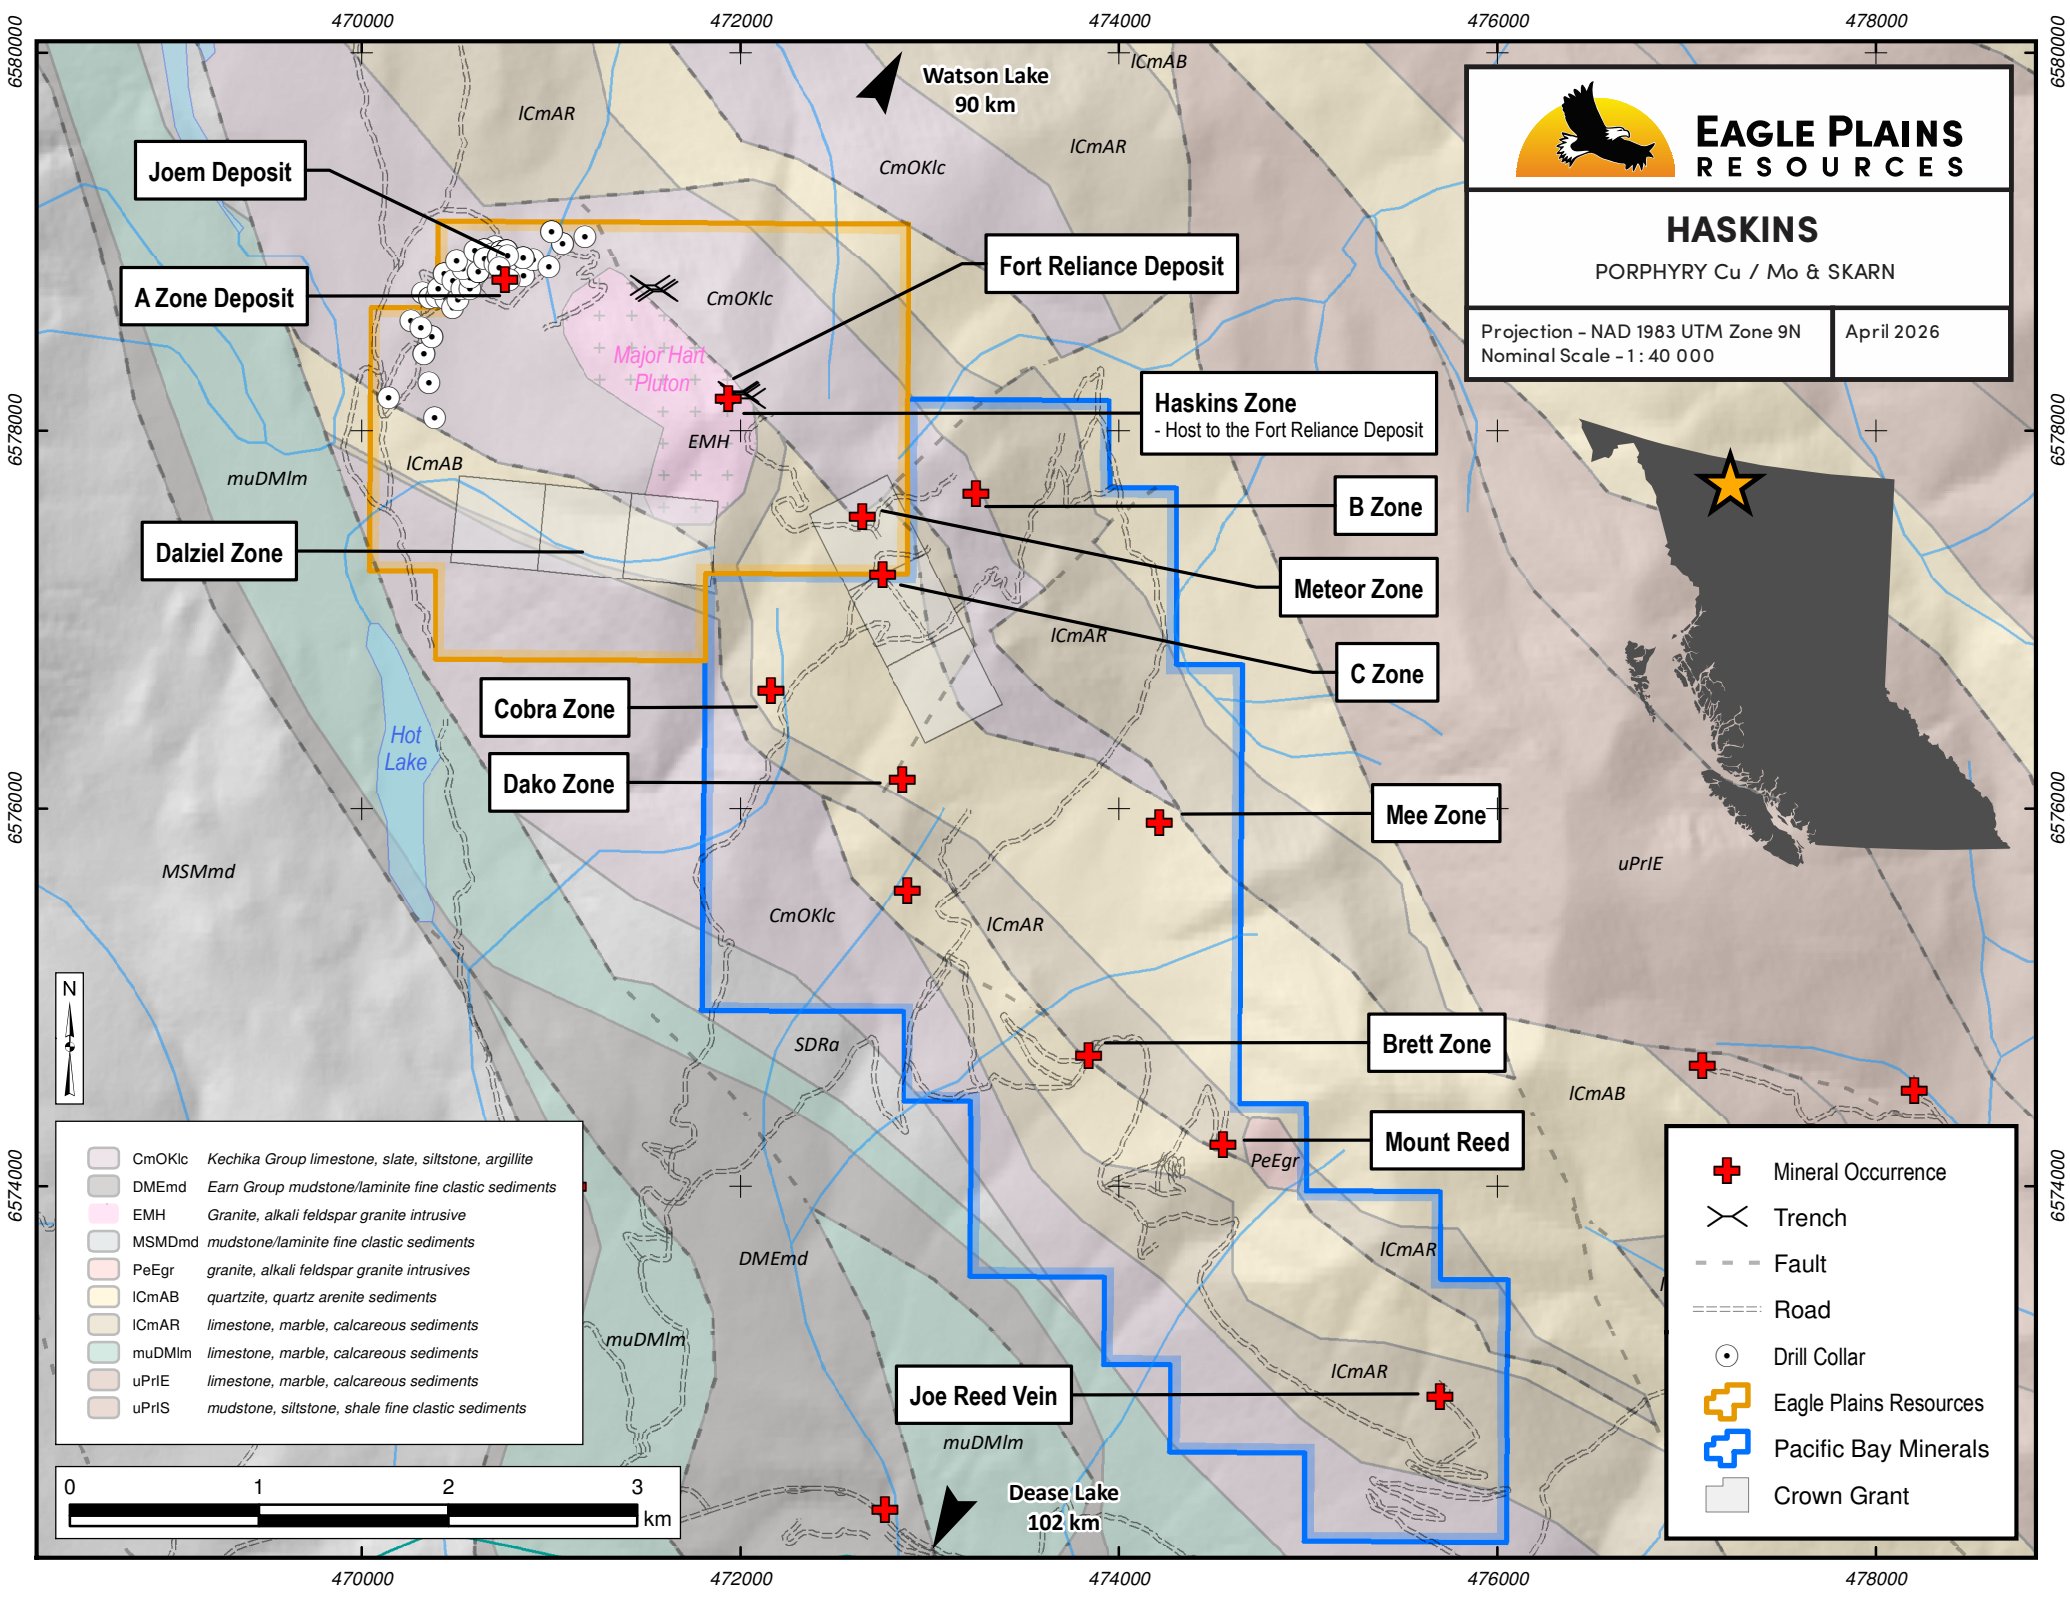 470000
472000
474000
476000
478000
6580000
6580000
lCmAB
Watson Lake
90 km
lCmAR
lCmAR
CmOKlc
EAGLE PLAINS
RESOURCES
HASKINS
PORPHYRY Cu / Mo & SKARN
Projection - NAD 1983 UTM Zone 9N
Nominal Scale - 1 : 40 000
April 2026
Joem Deposit
A Zone Deposit
Fort Reliance Deposit
CmOKlc
Major Hart
Pluton
Haskins Zone
- Host to the Fort Reliance Deposit
EMH
6578000
6578000
lCmAB
muDMlm
B Zone
Dalziel Zone
Meteor Zone
lCmAR
C Zone
Cobra Zone
Hot
Lake
Dako Zone
Mee Zone
6576000
6576000
MSMmd
uPrIE
CmOKlc
lCmAR
N
SDRa
Brett Zone
lCmAB
Mount Reed
PeEgr
6574000
6574000
DMEmd
lCmAR
muDMlm
lCmAR
Joe Reed Vein
muDMlm
Dease Lake
102 km
CmOKlc Kechika Group limestone, slate, siltstone, argillite
DMEmd Earn Group mudstone/laminite fine clastic sediments
EMH Granite, alkali feldspar granite intrusive
MSMDmd mudstone/laminite fine clastic sediments
PeEgr granite, alkali feldspar granite intrusives
lCmAB quartzite, quartz arenite sediments
lCmAR limestone, marble, calcareous sediments
muDMlm limestone, marble, calcareous sediments
uPrIE limestone, marble, calcareous sediments
uPrIS mudstone, siltstone, shale fine clastic sediments
0 1 2 3
km
Mineral Occurrence
Trench
Fault
Road
Drill Collar
Eagle Plains Resources
Pacific Bay Minerals
Crown Grant
470000
472000
474000
476000
478000